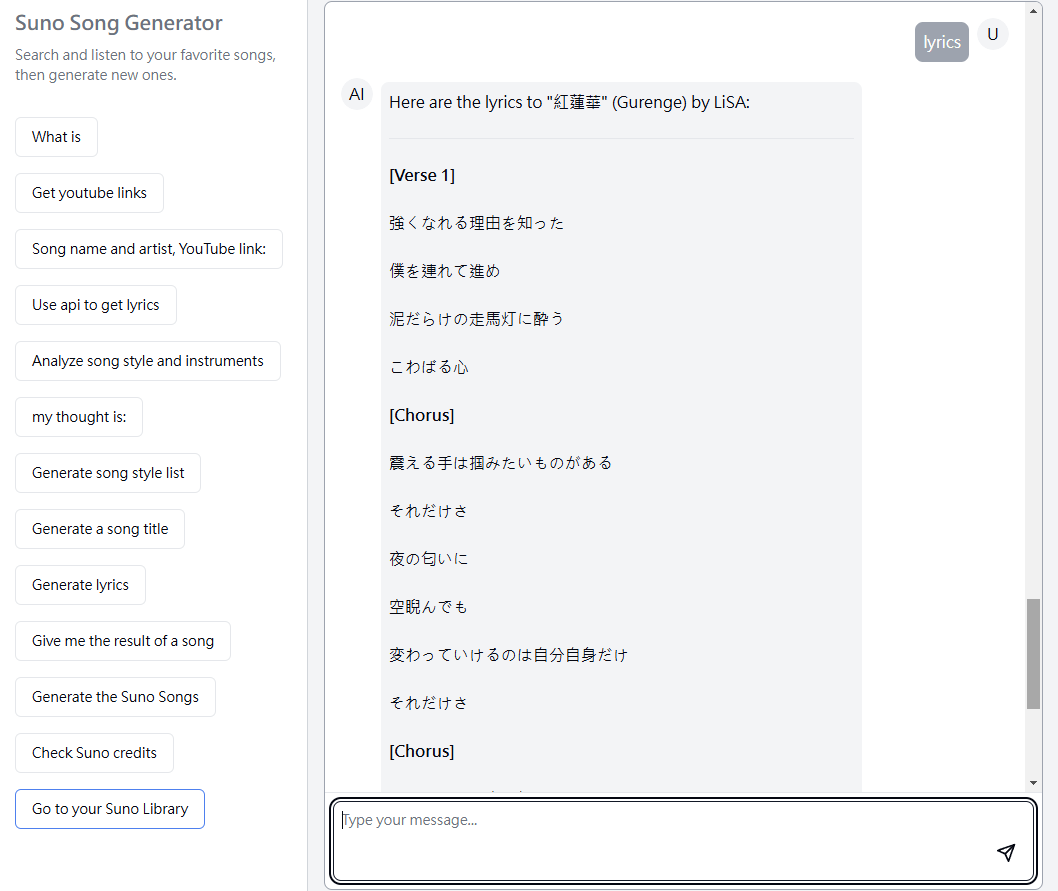 Suno Song Generator
Search and listen to your favorite songs,
then generate new ones.
What is
Get youtube links
Song name and artist, YouTube link:
Use api to get lyrics
Analyze song style and instruments
my thought is:
Generate song style list
Generate a song title
Generate lyrics
Give me the result of a song
Generate the Suno Songs
Check Suno credits
Go to your Suno Library
lyrics
U
AI
Here are the lyrics to "紅蓮華" (Gurenge) by LiSA:
[Verse 1]
強くなれる理由を知った
僕を連れて進め
泥だらけの走馬灯に酔う
こわばる心
[Chorus]
震える手は掴みたいものがある
それだけさ
夜の匂いに
空睨んでも
変わっていけるのは自分自身だけ
それだけさ
[Chorus]
Type your message...